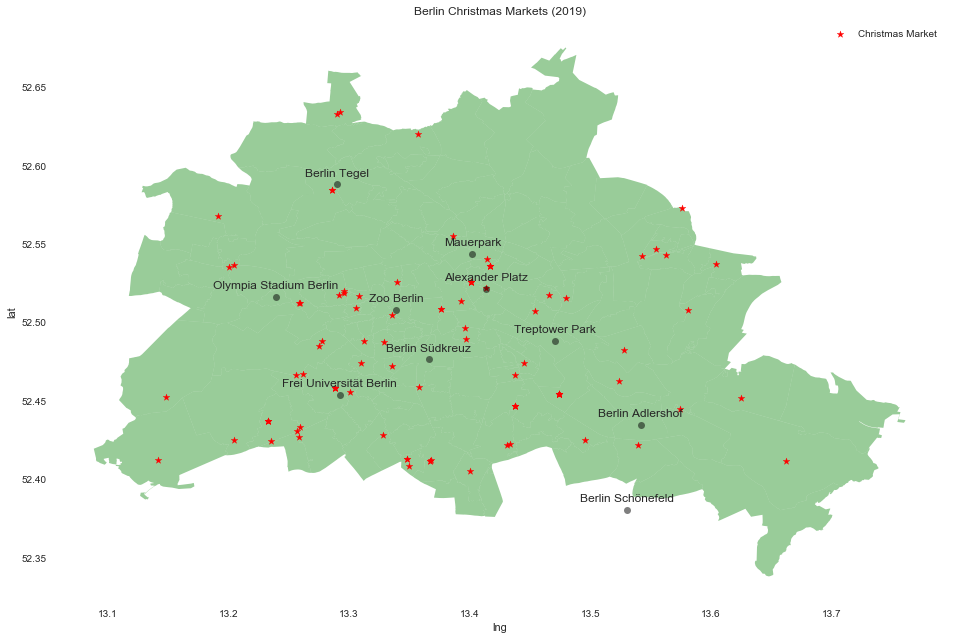 Berlin Christmas Markets (2019)
Christmas Market
52.65
52.60
Berlin Tegel
52.55
Mauerpark
Alexander Platz
Olympia Stadium Berlin
Zoo Berlin
lat
52.50
Treptower Park
Berlin Südkreuz
52.45
Frei Universität Berlin
Berlin Adlershof
52.40
Berlin Schönefeld
52.35
13.1 13.2 13.3 13.4 13.5 13.6 13.7
lng